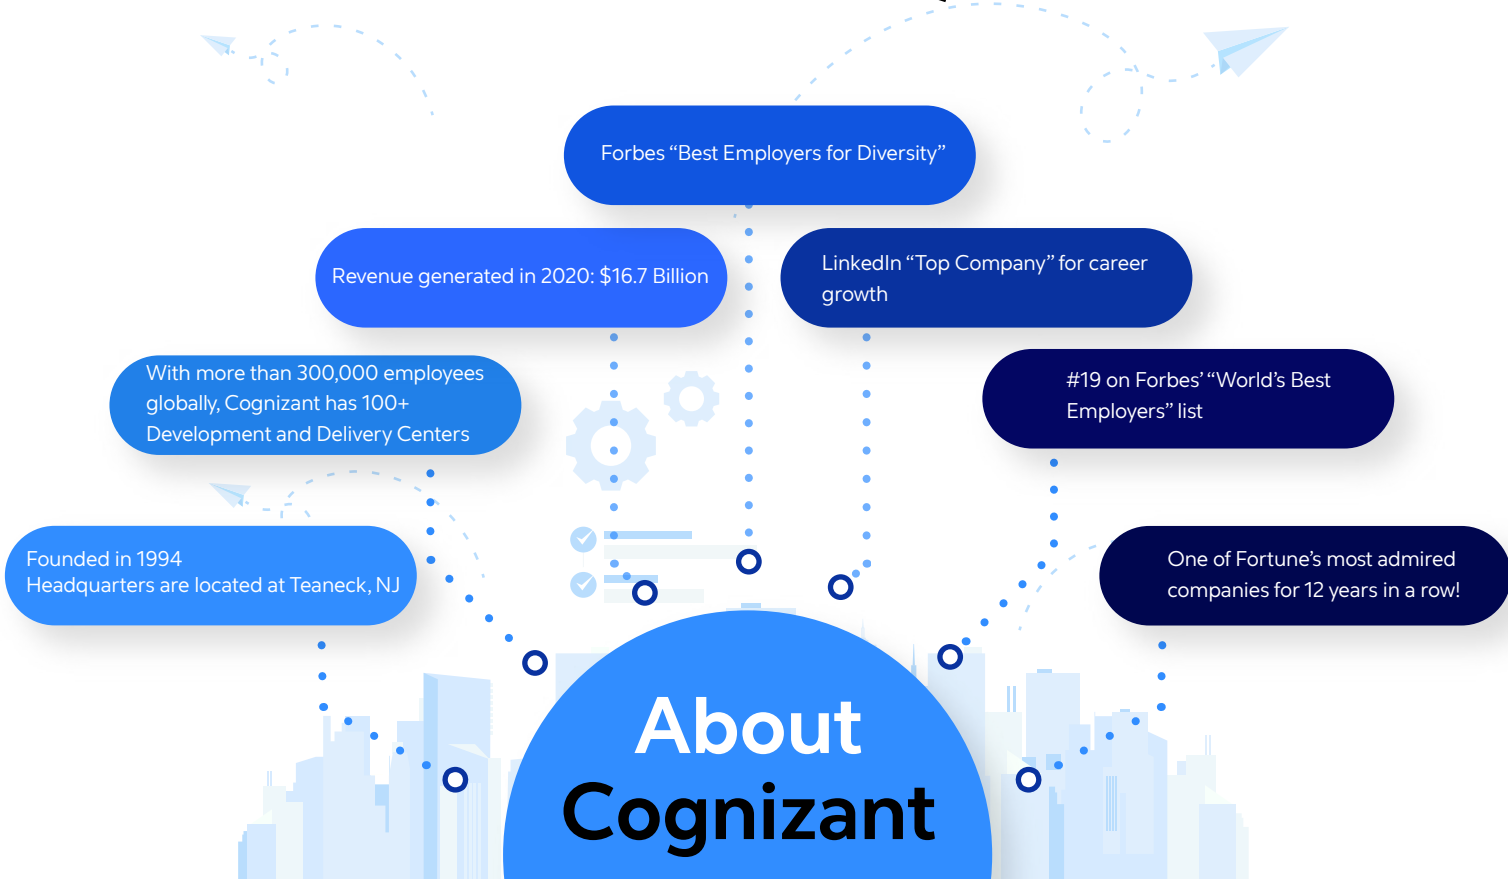 Forbes “Best Employers for Diversity”
Revenue generated in 2020: $16.7 Billion
LinkedIn “Top Company” for career
growth
With more than 300,000 employees
globally, Cognizant has 100+
Development and Delivery Centers
#19 on Forbes’ “World’s Best
Employers” list
Founded in 1994
Headquarters are located at Teaneck, NJ
One of Fortune’s most admired
companies for 12 years in a row!
About
Cognizant